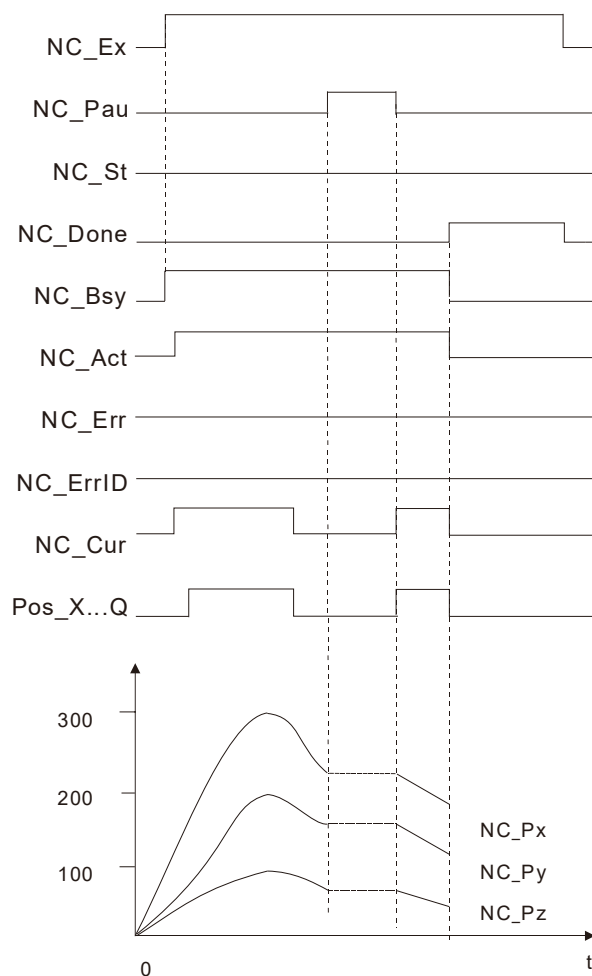 NC_Ex
NC_Pau
NC_St
NC_Done
NC_Bsy
NC_Act
NC_Err
NC_ErrID
NC_Cur
Pos_X...Q
300
200
100
NC_Px
NC_Py
NC_Pz
0
t